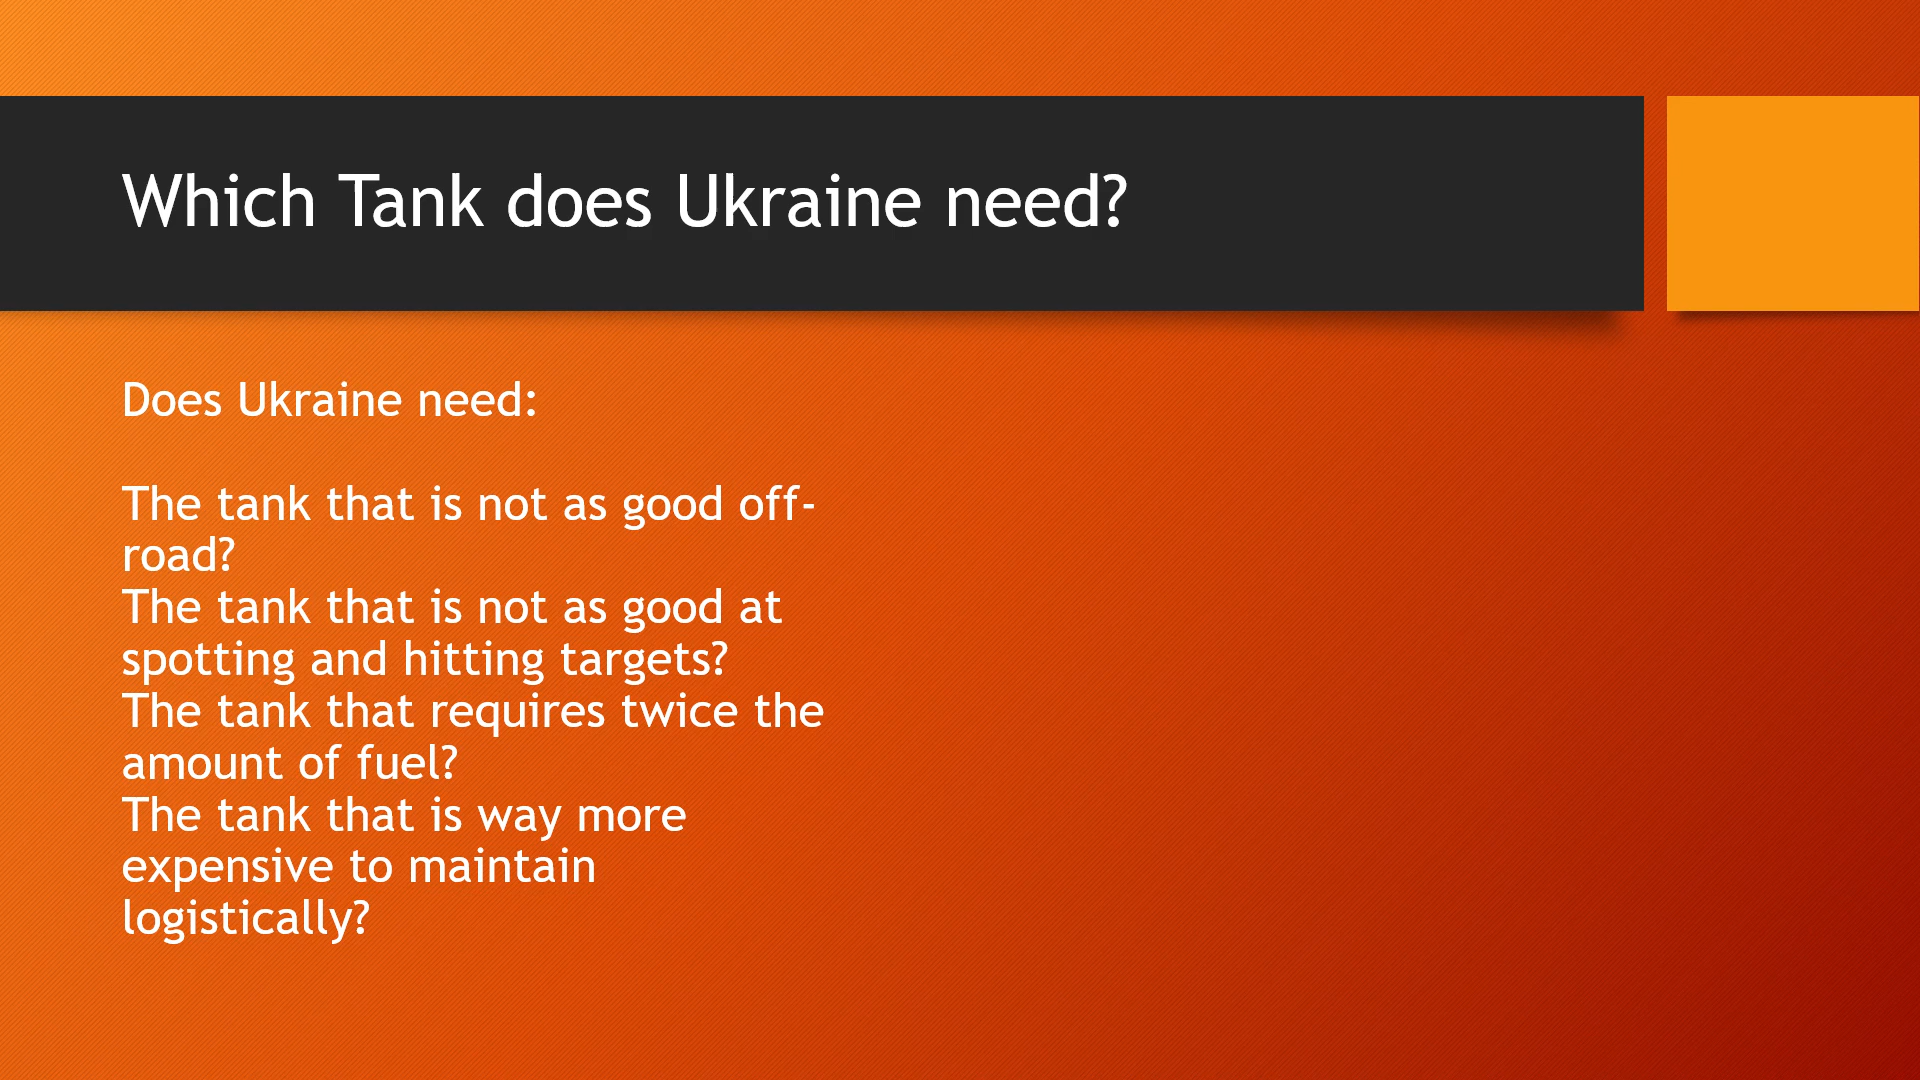 Which Tank does Ukraine need?
Does Ukraine need:
The tank that is not as good off-
road?
The tank that is not as good at
spotting and hitting targets?
The tank that requires twice the
amount of fuel?
The tank that is way more
expensive to maintain
logistically?